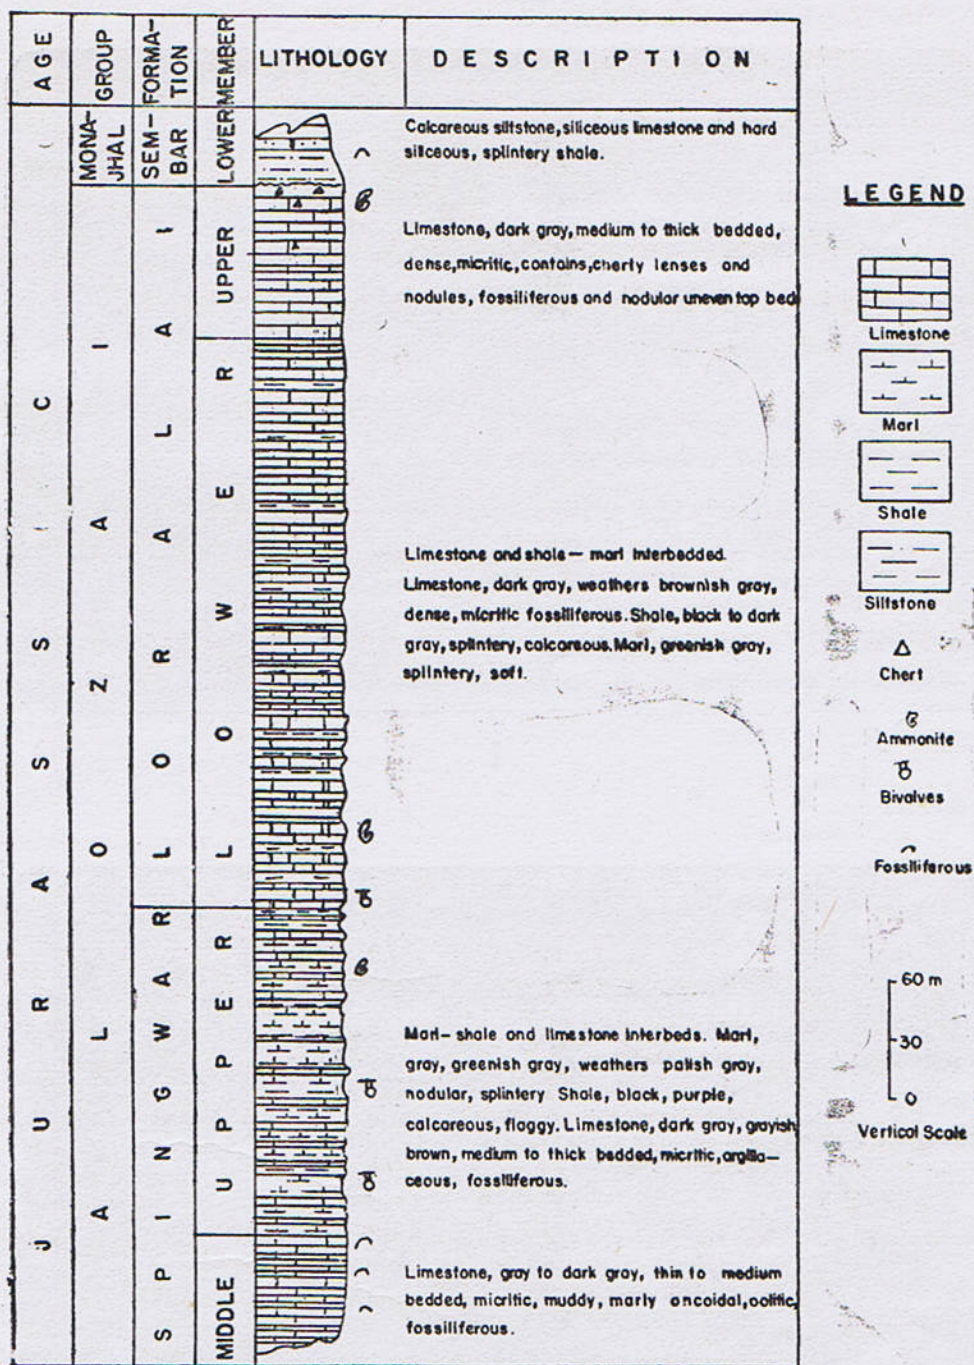 AGE
GROUP
FORMA-
TION
MEMBER
LITHOLOGY
DESCRIPTION
JURASSIC
MONA-
JHAL
ALOZAI
SEM-
BAR
LORALAI
SPINGWAR
LOWER
UPPER
LOWER
UPPER
MIDDLE
Calcareous siltstone, siliceous limestone and hard
siliceous, splintery shale.
Limestone, dark gray, medium to thick bedded,
dense, micritic, contains, cherty lenses and
nodules, fossiliferous and nodular uneven top bed
Limestone and shale — marl interbedded.
Limestone, dark gray, weathers brownish gray,
dense, micritic fossiliferous. Shale, black to dark
gray, splintery, calcareous. Marl, greenish gray,
splintery, soft.
Marl- shale and limestone interbeds. Marl,
gray, greenish gray, weathers palish gray,
nodular, splintery Shale, black, purple,
calcareous, flaggy. Limestone, dark gray, grayish
brown, medium to thick bedded, micritic, argilla-
ceous, fossiliferous.
Limestone, gray to dark gray, thin to medium
bedded, micritic, muddy, marly oncoidal, oolitic,
fossiliferous.
LEGEND
Limestone
Marl
Shale
Siltstone
Chert
Ammonite
Bivalves
Fossiliferous
60 m
30
0
Vertical Scale